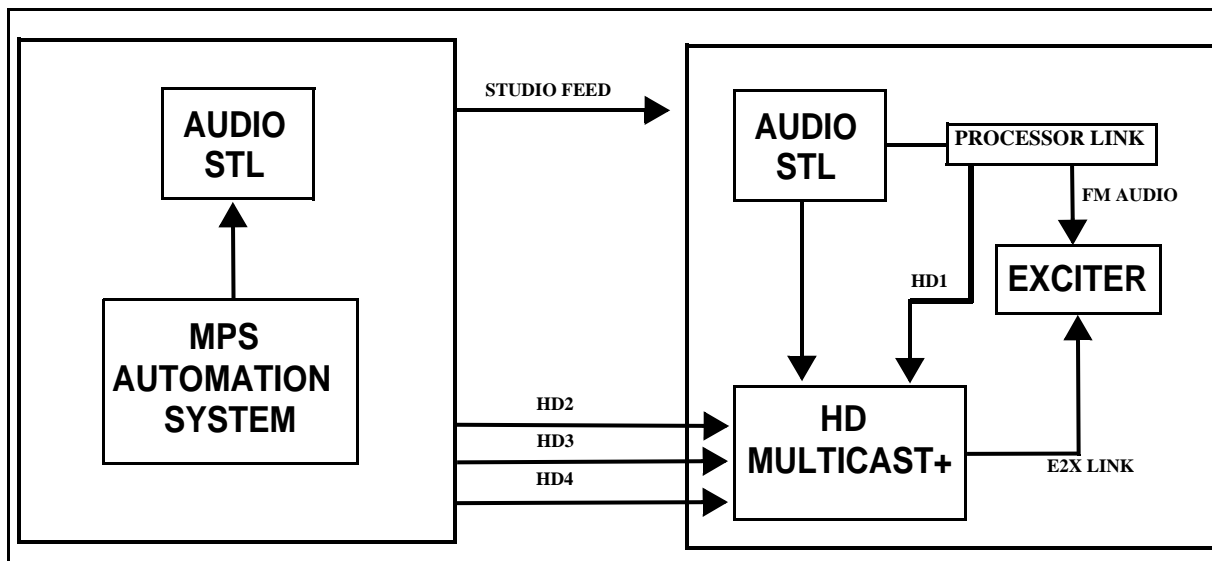 AUDIO
STL
MPS
AUTOMATION
SYSTEM
STUDIO FEED
HD2
HD3
HD4
AUDIO
STL
PROCESSOR LINK
FM AUDIO
HD1
EXCITER
HD
MULTICAST+
E2X LINK